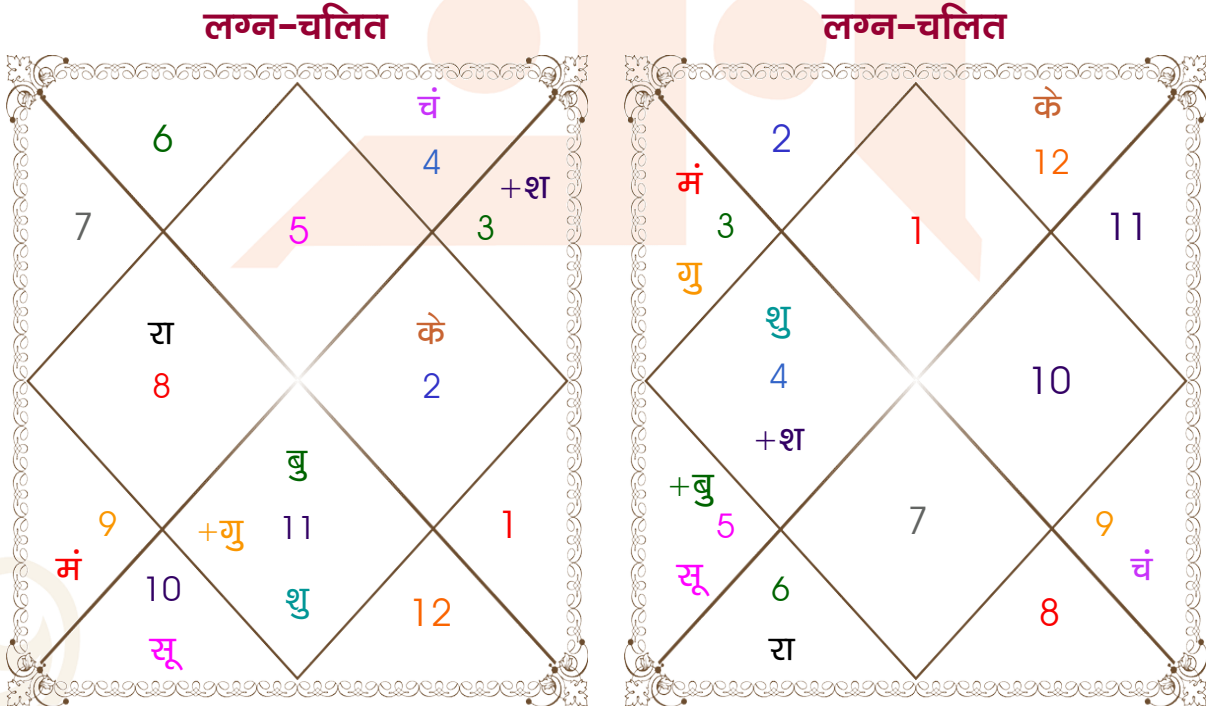 लग्न-चलित
चं
6
4
+श
7
5
3
रा
के
8
2
बु
9
+गु
11
1
मं
10
शु
12
सू
लग्न-चलित
के
2
12
मं
3
1
11
गु
शु
4
10
+श
+बु
5
7
9
सू
6
चं
8
रा